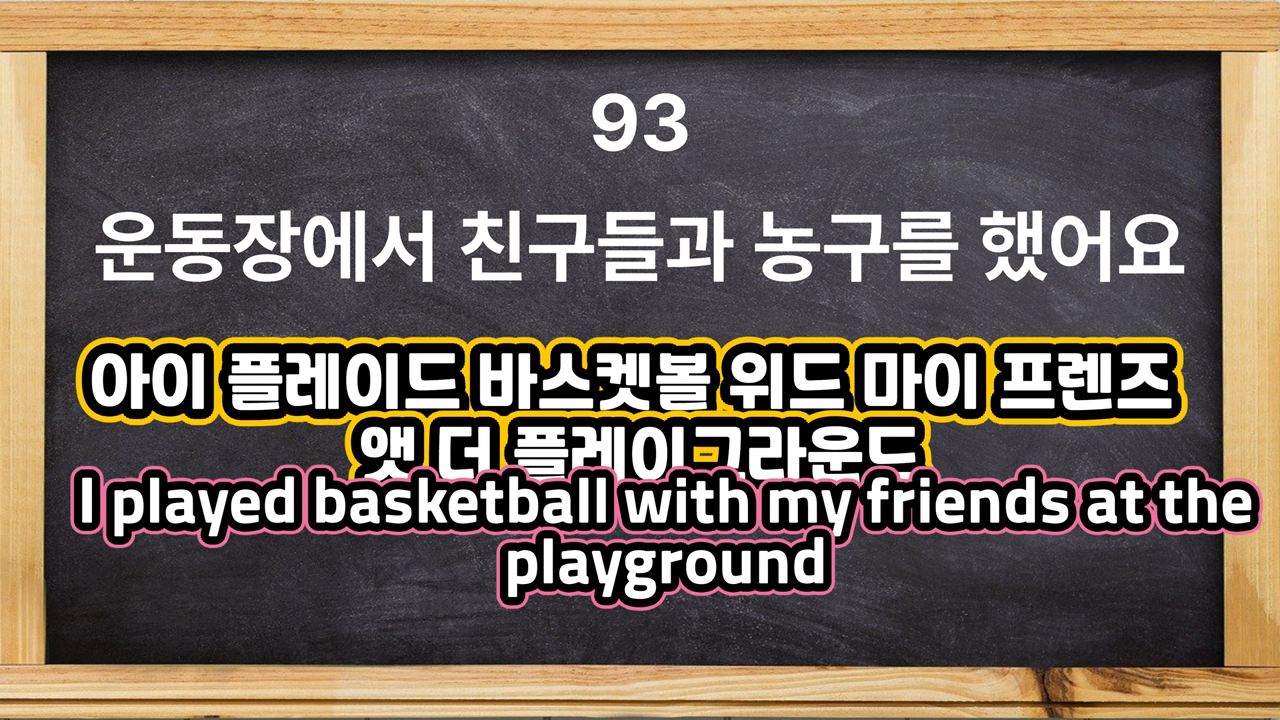 93
운동장에서 친구들과 농구를 했어요
아이 플레이드 바스켓볼 위드 마이 프렌즈
앳 더 플레이그라운드
I played basketball with my friends at the
playground